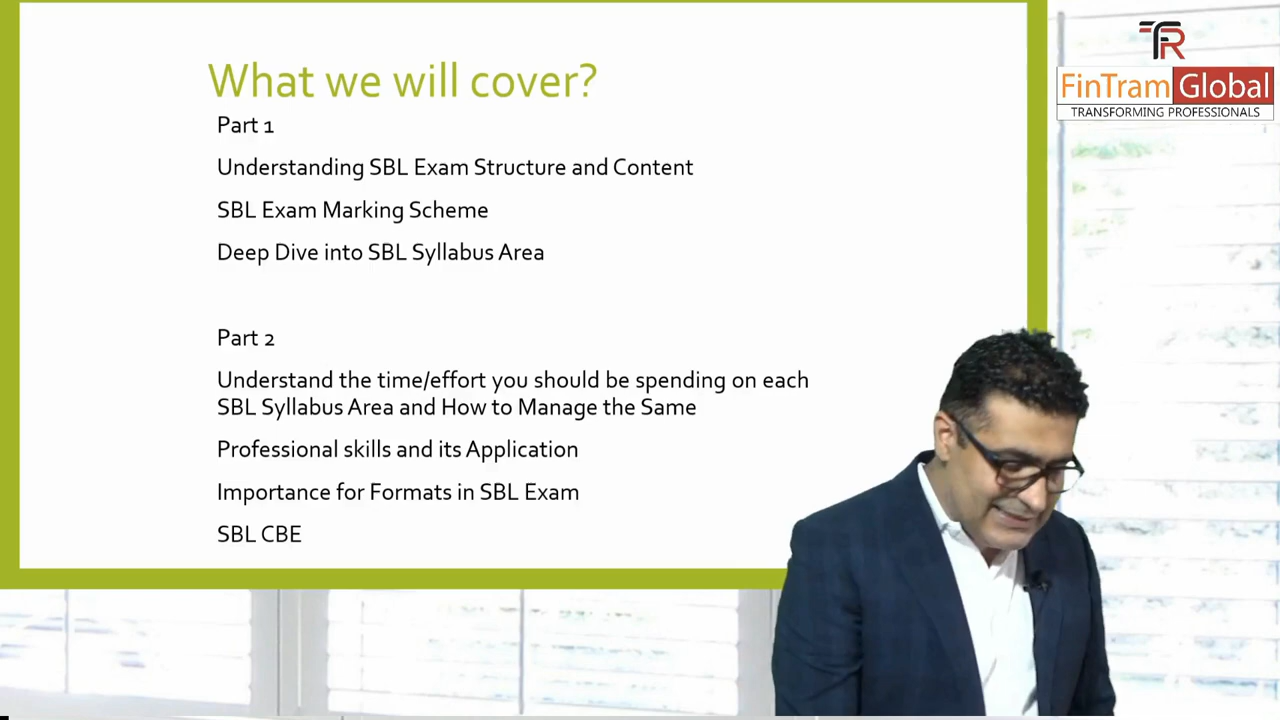 What we will cover?
Part 1
Understanding SBL Exam Structure and Content
SBL Exam Marking Scheme
Deep Dive into SBL Syllabus Area
Part 2
Understand the time/effort you should be spending on each
SBL Syllabus Area and How to Manage the Same
Professional skills and its Application
Importance for Formats in SBL Exam
SBL CBE
FinTram Global
TRANSFORMING PROFESSIONALS